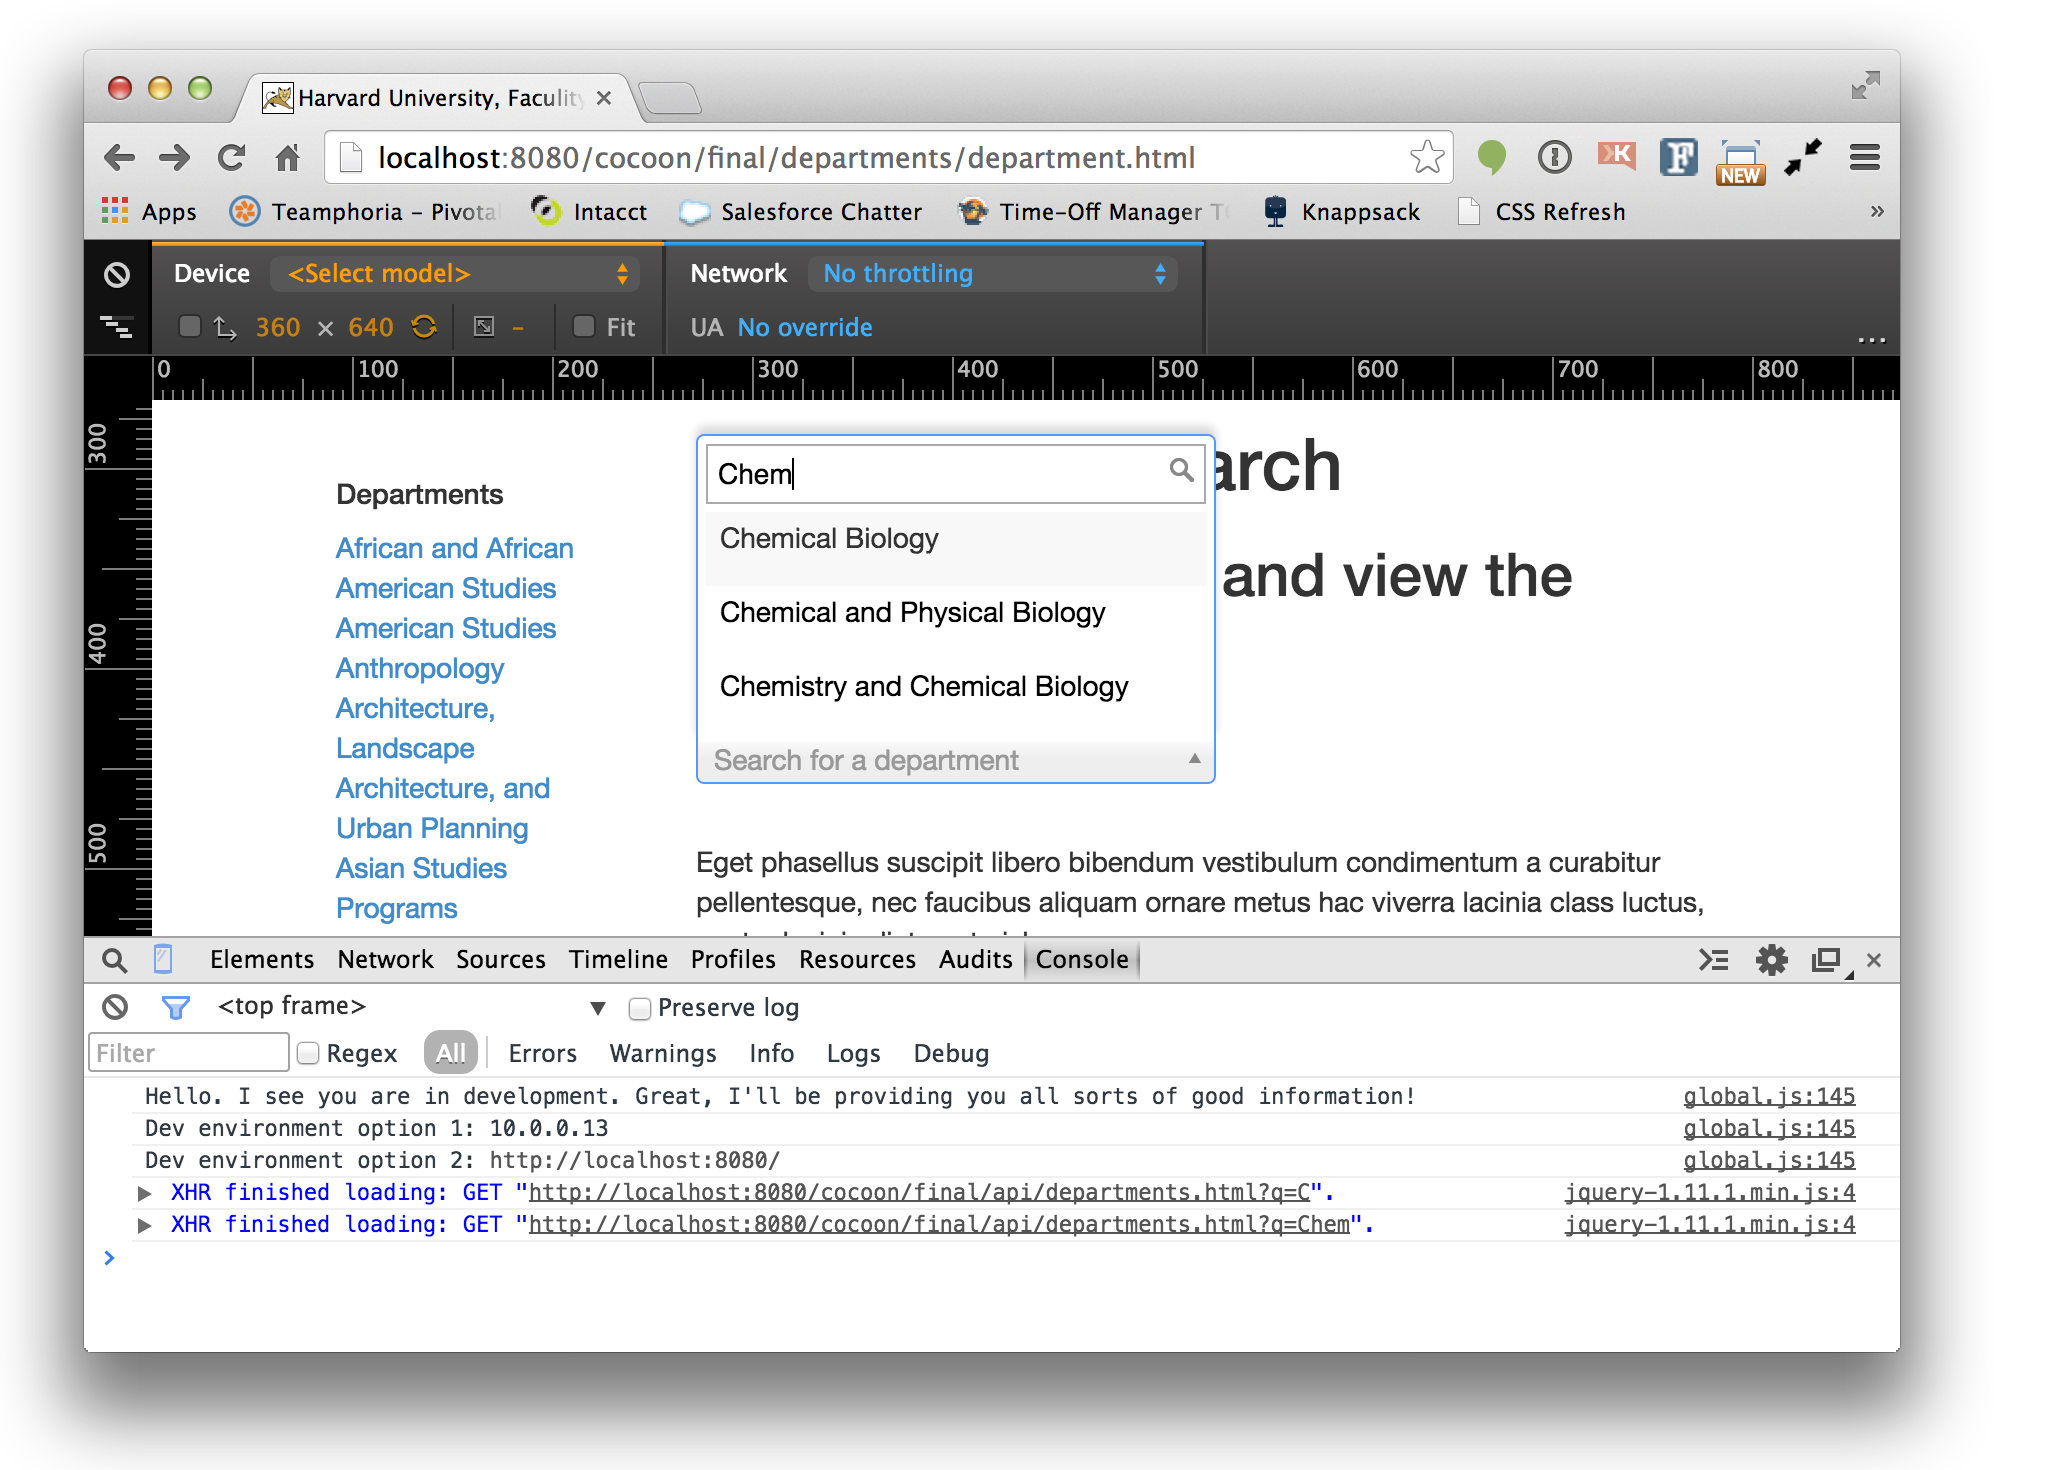 Harvard University, Faculity
localhost:8080/cocoon/final/departments/department.html
NEW
Apps Teamphoria – Pivotal Intacct Salesforce Chatter Time-Off Manager Knappsack CSS Refresh »
Device <Select model> Network No throttling
360 × 640 – Fit UA No override ...
0 100 200 300 400 500 600 700 800
300
400
500
Departments
African and African
American Studies
American Studies
Anthropology
Architecture,
Landscape
Architecture, and
Urban Planning
Asian Studies
Programs
arch
and view the
Chem
Chemical Biology
Chemical and Physical Biology
Chemistry and Chemical Biology
Search for a department
Eget phasellus suscipit libero bibendum vestibulum condimentum a curabitur
pellentesque, nec faucibus aliquam ornare metus hac viverra lacinia class luctus,
Elements Network Sources Timeline Profiles Resources Audits Console
<top frame> Preserve log
Filter Regex All Errors Warnings Info Logs Debug
Hello. I see you are in development. Great, I'll be providing you all sorts of good information! global.js:145
Dev environment option 1: 10.0.0.13 global.js:145
Dev environment option 2: http://localhost:8080/ global.js:145
XHR finished loading: GET "http://localhost:8080/cocoon/final/api/departments.html?q=C". jquery-1.11.1.min.js:4
XHR finished loading: GET "http://localhost:8080/cocoon/final/api/departments.html?q=Chem". jquery-1.11.1.min.js:4